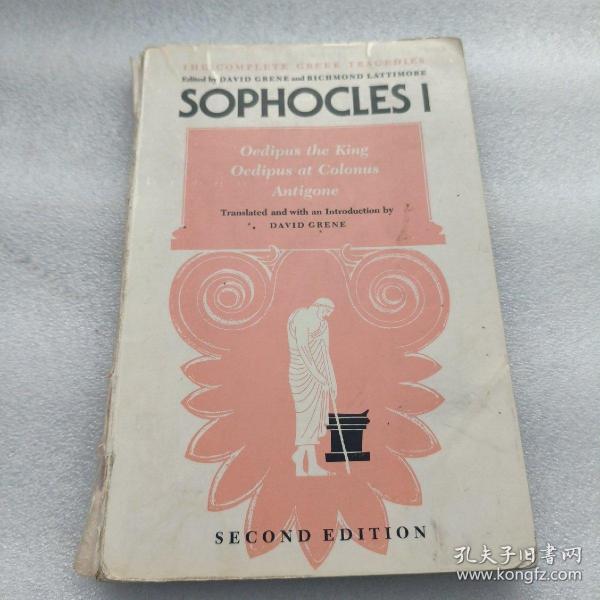 THE COMPLETE GREEK TRAGEDIES
Edited by DAVID GRENE and RICHMOND LATTIMORE
SOPHOCLES I
Oedipus the King
Oedipus at Colonus
Antigone
Translated and with an Introduction by
DAVID GRENE
SECOND EDITION
孔夫子旧书网
www.kongfz.com